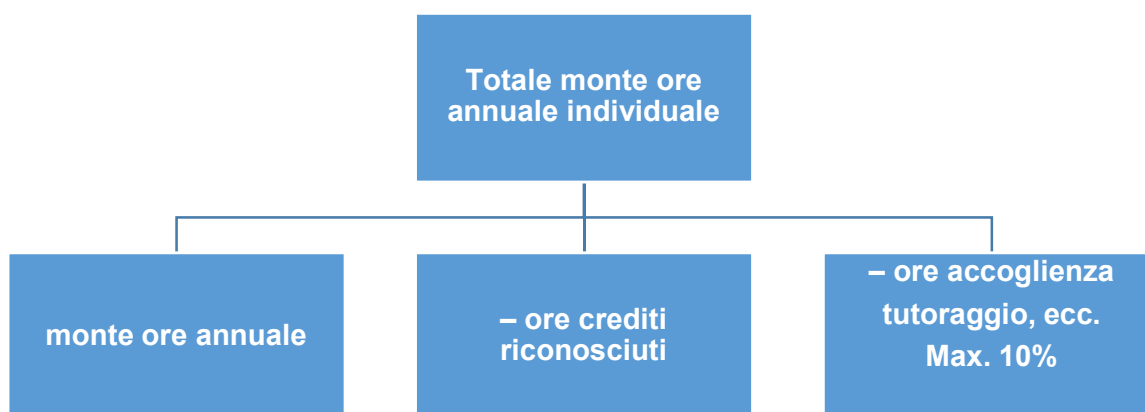 Totale monte ore
annuale individuale
monte ore annuale
– ore crediti
riconosciuti
– ore accoglienza
tutoraggio, ecc.
Max. 10%